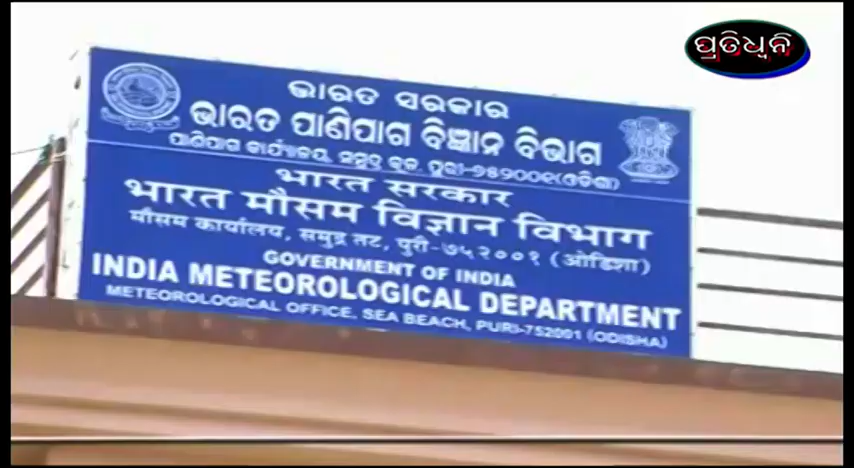 ପ୍ରତିଧ୍ୱନି
ଭାରତ ସରକାର
ଭାରତ ପାଣିପାଗ ବିଜ୍ଞାନ ବିଭାଗ
ପାଣିପାଗ କାର୍ଯ୍ୟାଳୟ, ସମୁଦ୍ର କୂଳ, ପୁରୀ-୭୫୨୦୦୧(ଓଡିଶା)
भारत सरकार
भारत मौसम विज्ञान विभाग
मौसम कार्यालय, समुद्र तट, पुरी-७५२००१ (ओडिशा)
GOVERNMENT OF INDIA
INDIA METEOROLOGICAL DEPARTMENT
METEOROLOGICAL OFFICE, SEA BEACH, PURI-752001 (ODISHA)